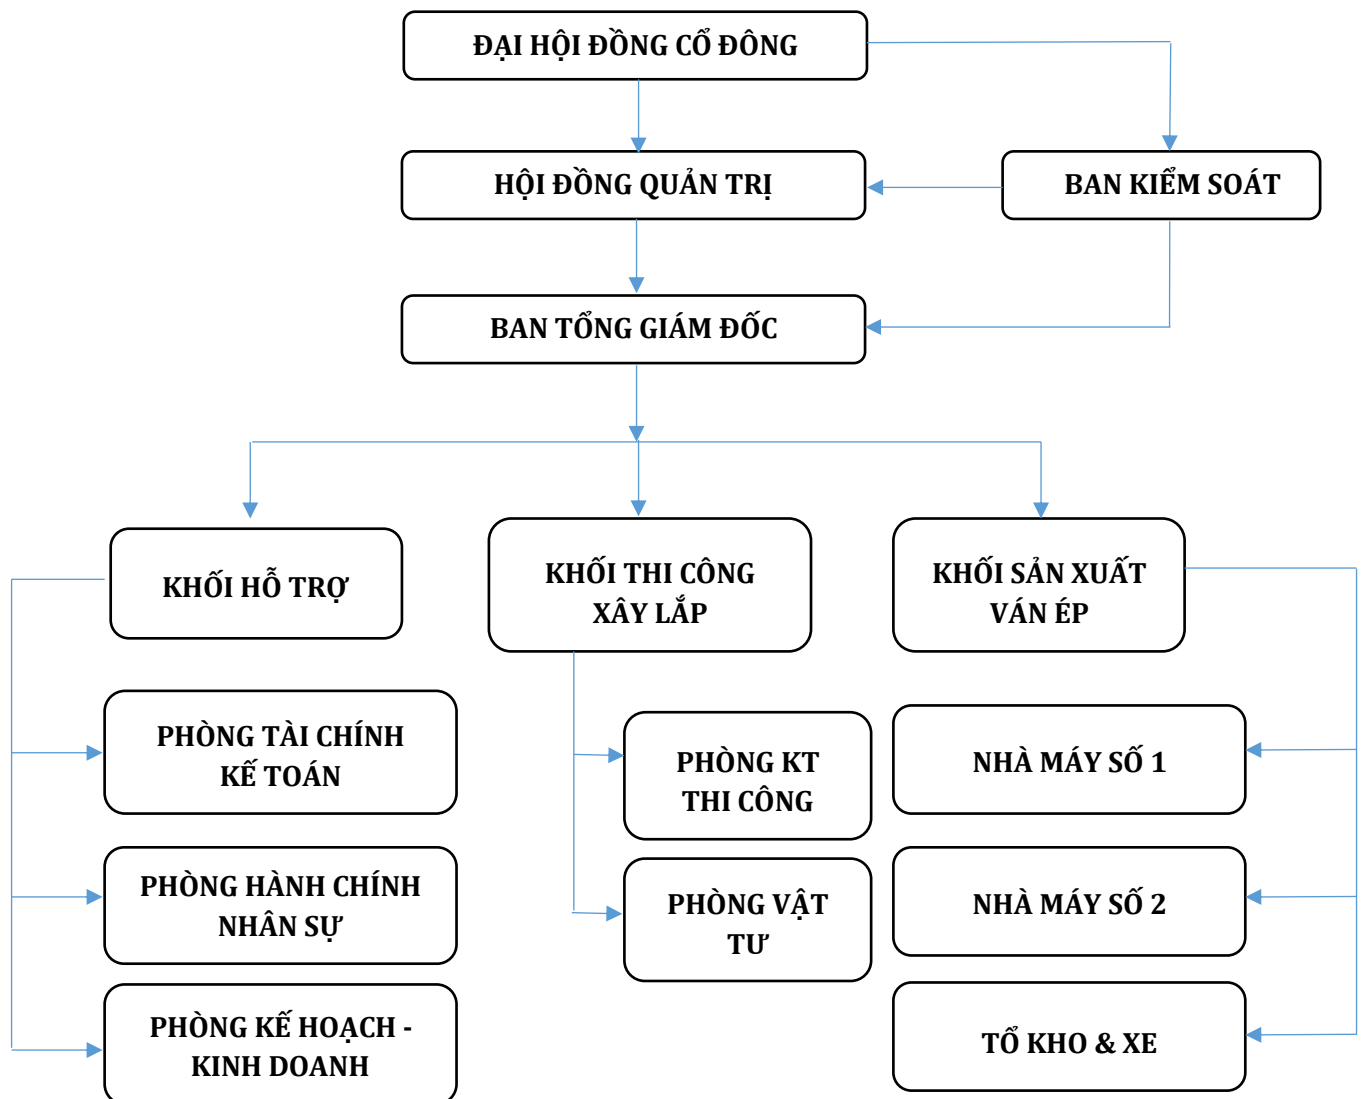 ĐẠI HỘI ĐỒNG CỔ ĐÔNG
HỘI ĐỒNG QUẢN TRỊ
BAN KIỂM SOÁT
BAN TỔNG GIÁM ĐỐC
KHỐI HỖ TRỢ
KHỐI THI CÔNG
XÂY LẮP
KHỐI SẢN XUẤT
VÁN ÉP
PHÒNG TÀI CHÍNH
KẾ TOÁN
PHÒNG HÀNH CHÍNH
NHÂN SỰ
PHÒNG KẾ HOẠCH -
KINH DOANH
PHÒNG KT
THI CÔNG
PHÒNG VẬT
TƯ
NHÀ MÁY SỐ 1
NHÀ MÁY SỐ 2
TỔ KHO & XE